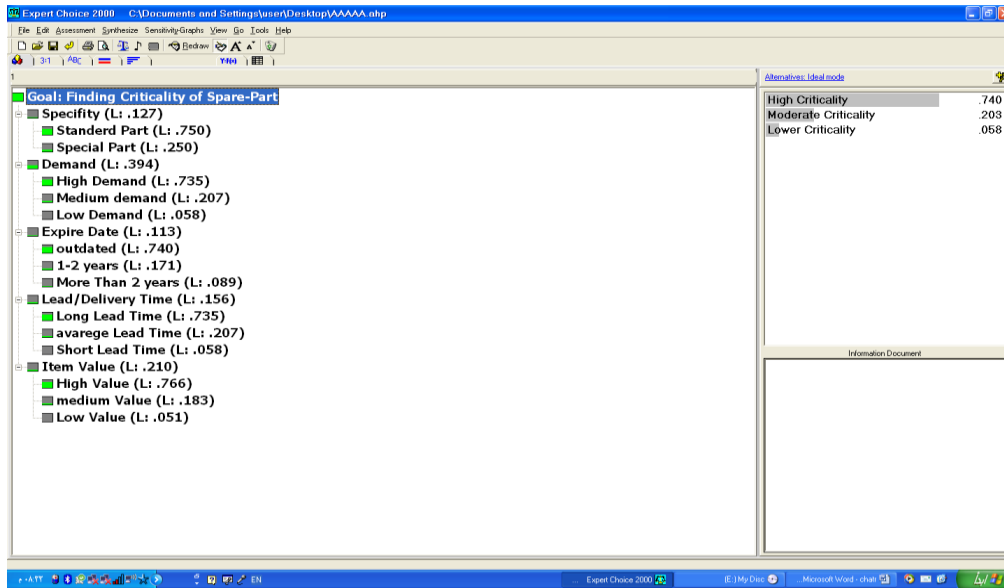 Expert Choice 2000 C:\Documents and Settings\user\Desktop\AAAAA.ahp
File Edit Assessment Synthesize Sensitivity-Graphs View Go Tools Help
Redraw A A
3:1 ABC Y=f(x)
1
Alternatives: Ideal mode
Goal: Finding Criticality of Spare-Part
Specifity (L: .127)
Standerd Part (L: .750)
Special Part (L: .250)
Demand (L: .394)
High Demand (L: .735)
Medium demand (L: .207)
Low Demand (L: .058)
Expire Date (L: .113)
outdated (L: .740)
1-2 years (L: .171)
More Than 2 years (L: .089)
Lead/Delivery Time (L: .156)
Long Lead Time (L: .735)
avarege Lead Time (L: .207)
Short Lead Time (L: .058)
Item Value (L: .210)
High Value (L: .766)
medium Value (L: .183)
Low Value (L: .051)
High Criticality .740
Moderate Criticality .203
Lower Criticality .058
Information Document
EN
... Expert Choice 2000
(E:) My Disc
...Microsoft Word - chatr